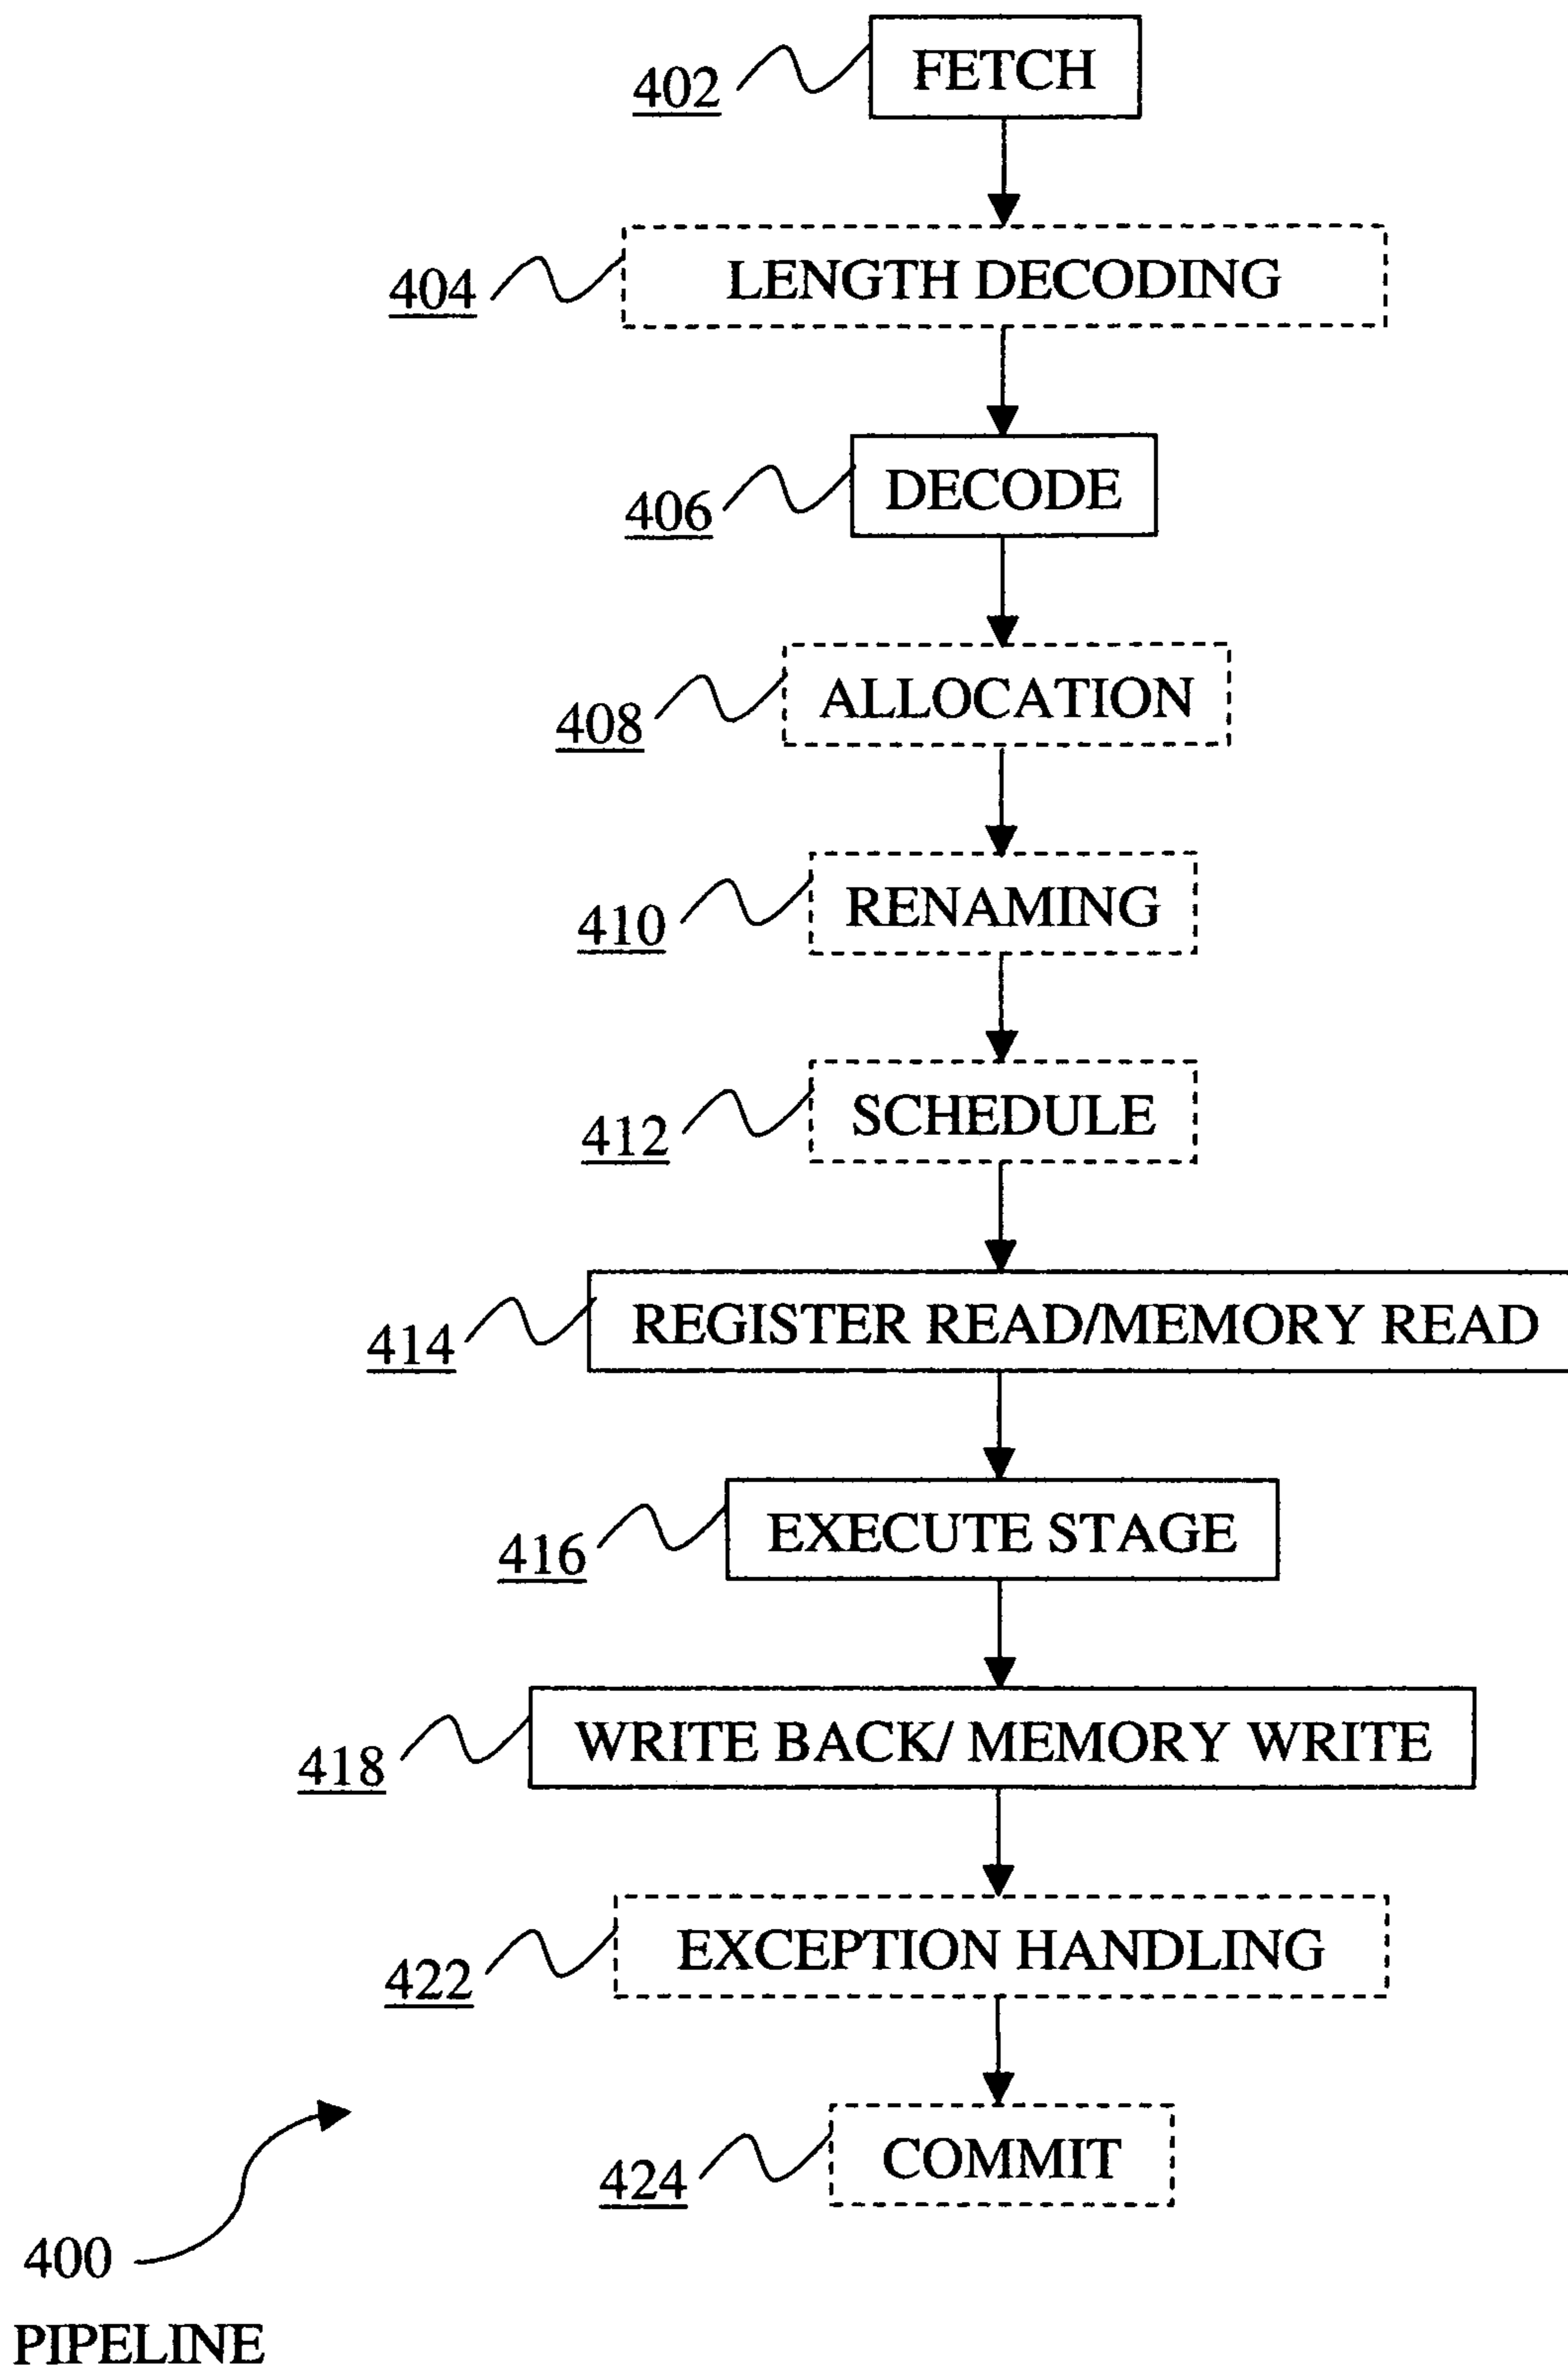 FETCH
402
LENGTH DECODING
404
DECODE
406
ALLOCATION
408
RENAMING
410
SCHEDULE
412
REGISTER READ/MEMORY READ
414
EXECUTE STAGE
416
WRITE BACK/ MEMORY WRITE
418
EXCEPTION HANDLING
422
COMMIT
424
400
PIPELINE